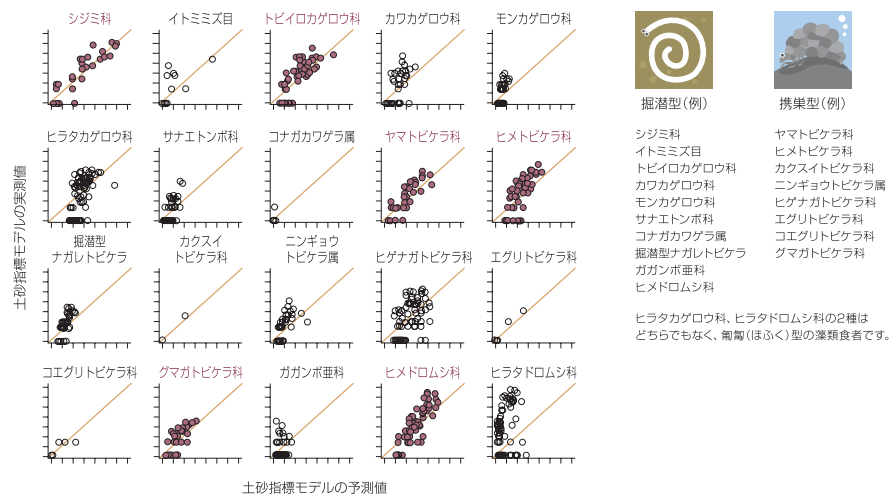 シジミ科
イトミミズ目
トビイロカゲロウ科
カワカゲロウ科
モンカゲロウ科
ヒラタカゲロウ科
サナエトンボ科
コナガカワゲラ属
ヤマトビケラ科
ヒメトビケラ科
掘潜型
ナガレトビケラ
カクスイ
トビケラ科
ニンギョウ
トビケラ属
ヒゲナガトビケラ科
エグリトビケラ科
コエグリトビケラ科
グマガトビケラ科
ガガンボ亜科
ヒメドロムシ科
ヒラタドロムシ科
土砂指標モデルの実測値
土砂指標モデルの予測値
掘潜型（例）
シジミ科
イトミミズ目
トビイロカゲロウ科
カワカゲロウ科
モンカゲロウ科
サナエトンボ科
コナガカワゲラ属
掘潜型ナガレトビケラ
ガガンボ亜科
ヒメドロムシ科
携巣型（例）
ヤマトビケラ科
ヒメトビケラ科
カクスイトビケラ科
ニンギョウトビケラ属
ヒゲナガトビケラ科
エグリトビケラ科
コエグリトビケラ科
グマガトビケラ科
ヒラタカゲロウ科、ヒラタドロムシ科の2種は
どちらでもなく、匍匐（ほふく）型の藻類食者です。